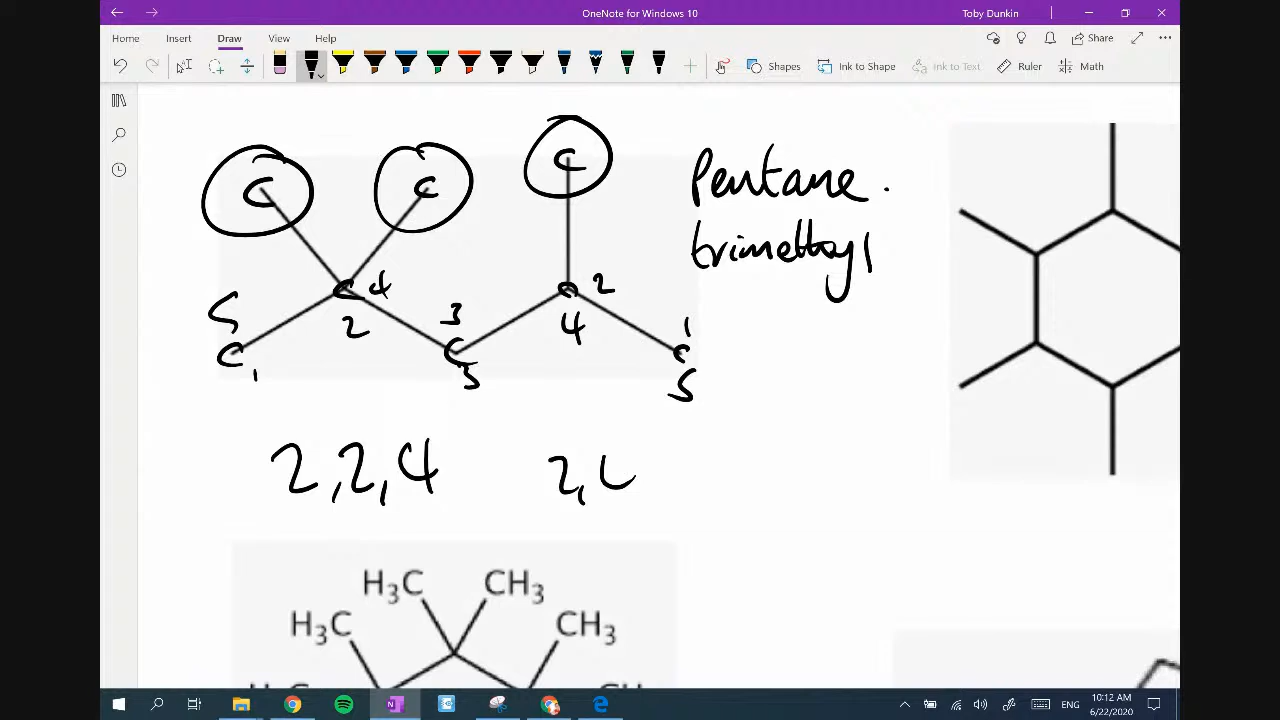 OneNote for Windows 10
Toby Dunkin
Home Insert Draw View Help
Share
Shapes Ink to Shape Ink to Text Ruler Math
C C C
Pentane.
trimethyl
5 C 4 2 1
3 C 3
2 4 1 C 5
2,2,4 2,
H₃C CH₃
H₃C CH₃
10:12 AM
ENG
6/22/2020